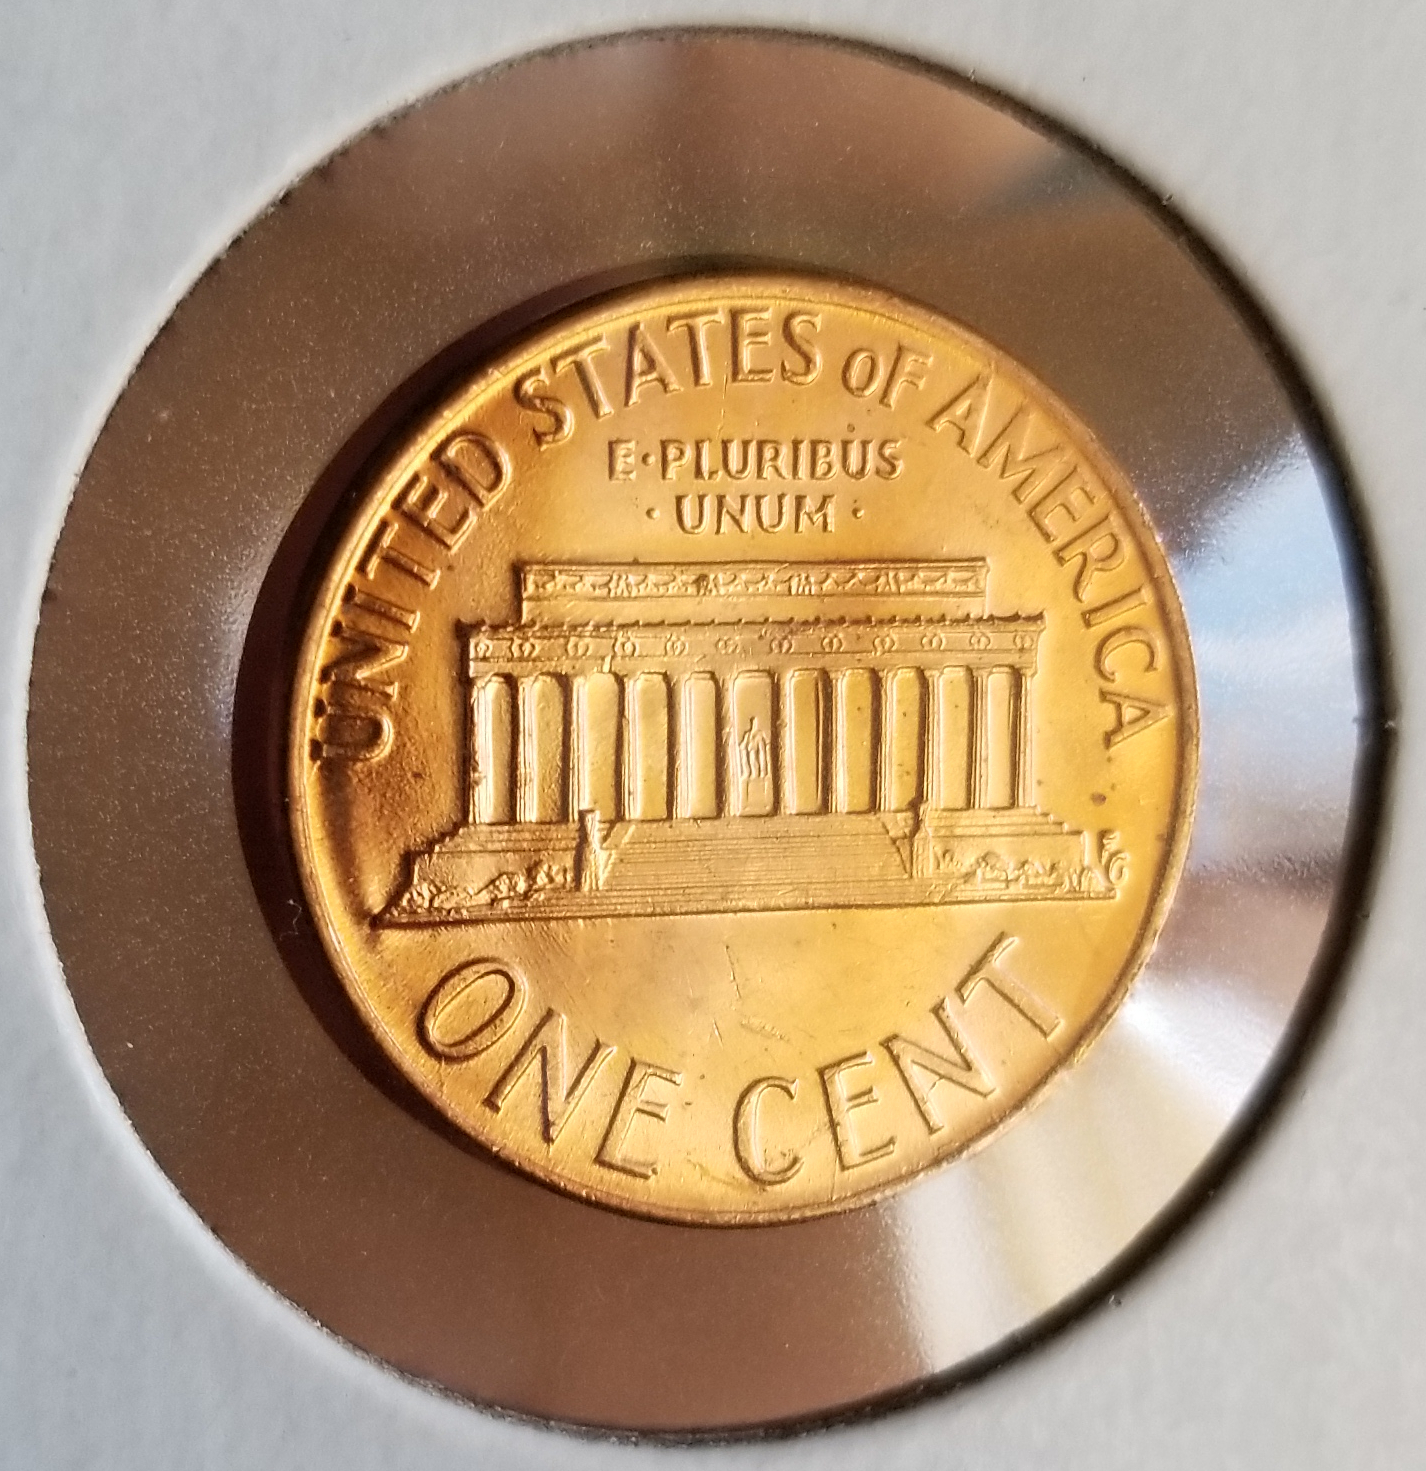 UNITED STATES OF AMERICA
E·PLURIBUS
·UNUM·
ONE CENT